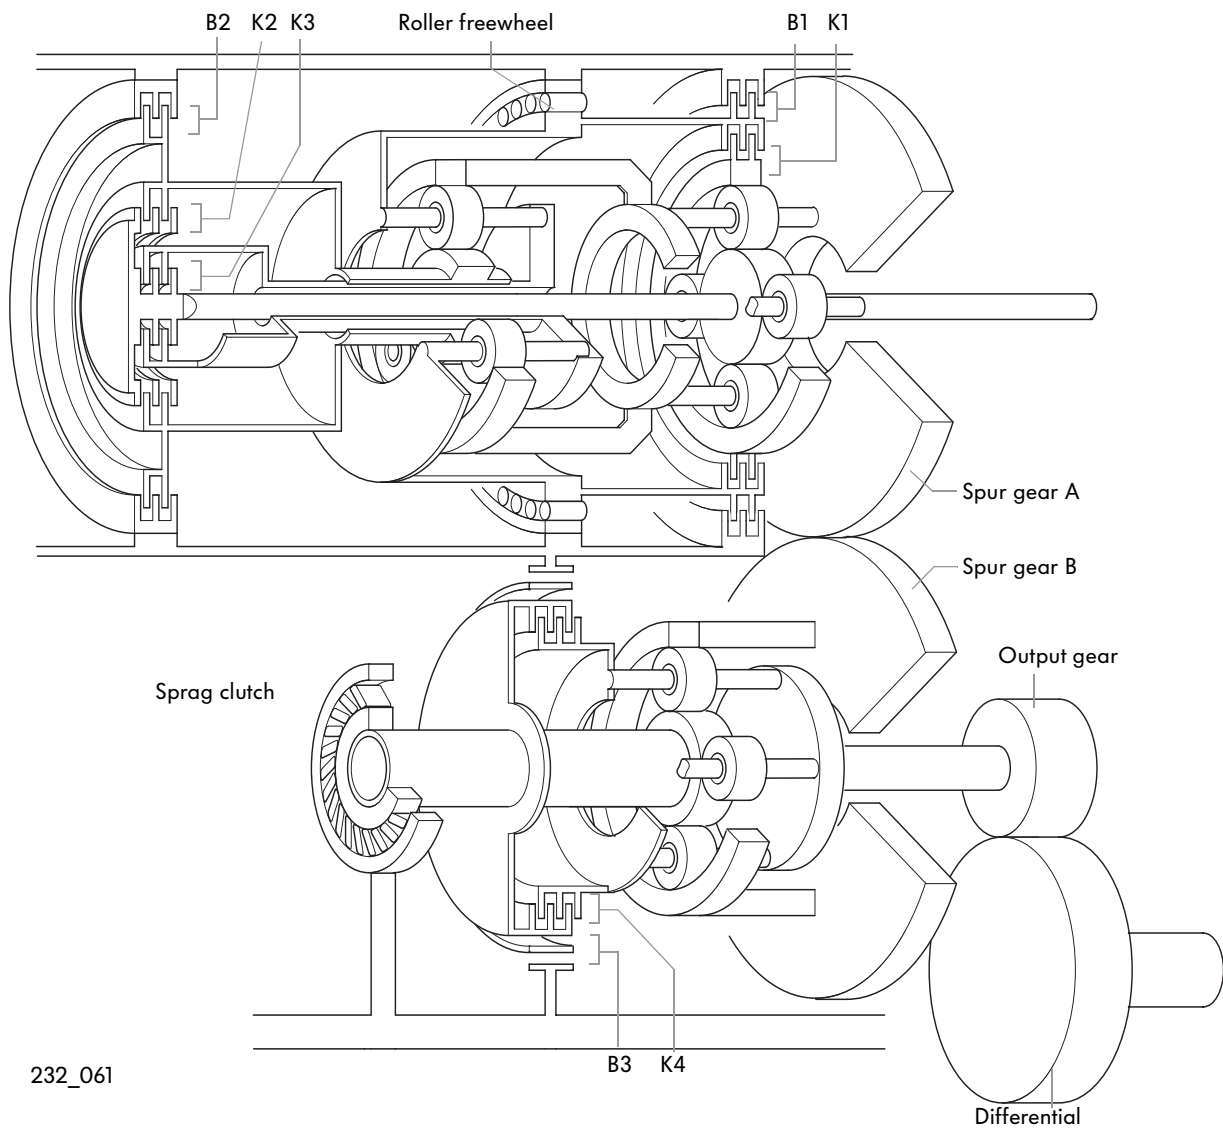 B2 K2 K3 Roller freewheel B1 K1
Spur gear A
Spur gear B
Output gear
Sprag clutch
B3 K4
232_061
Differential